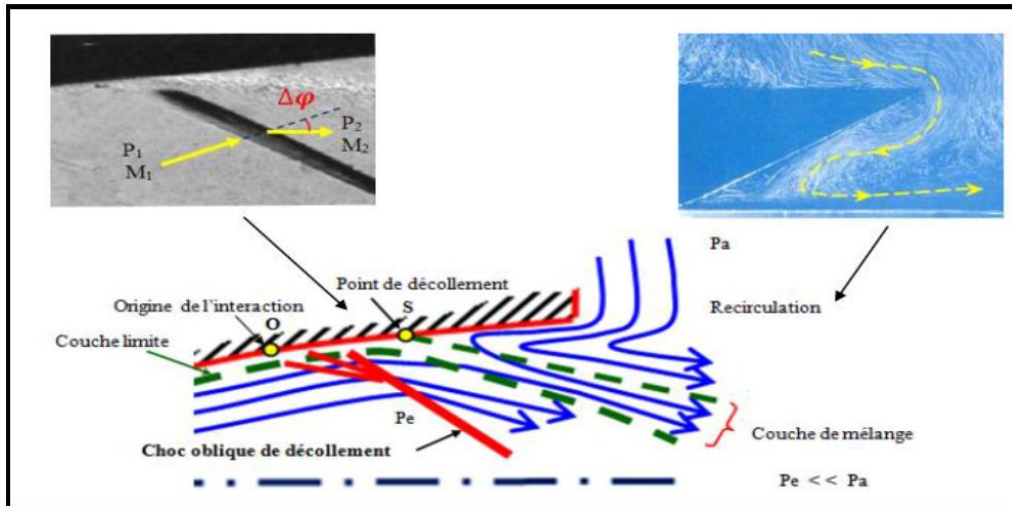 Δφ
P1
M1
P2
M2
Pa
Point de décollement
S
Origine de l'interaction
O
Recirculation
Couche limite
Pe
Choc oblique de décollement
Couche de mélange
Pe << Pa